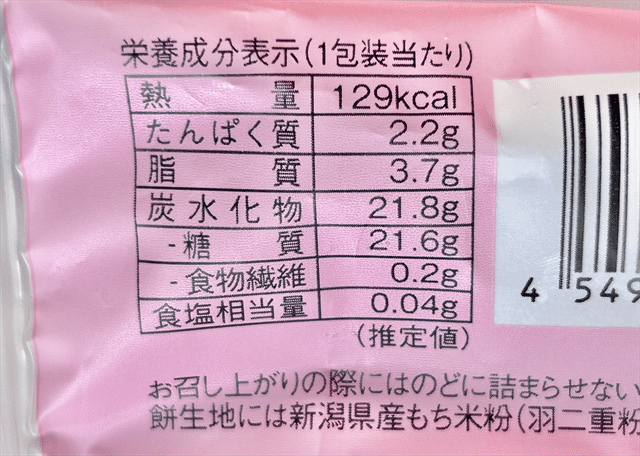 栄養成分表示(1包装当たり)
熱量 129kcal
たんぱく質 2.2g
脂質 3.7g
炭水化物 21.8g
-糖質 21.6g
-食物繊維 0.2g
食塩相当量 0.04g
(推定値)
4 549
お召し上がりの際にはのどに詰まらせない
餅生地には新潟県産もち米粉(羽二重粉